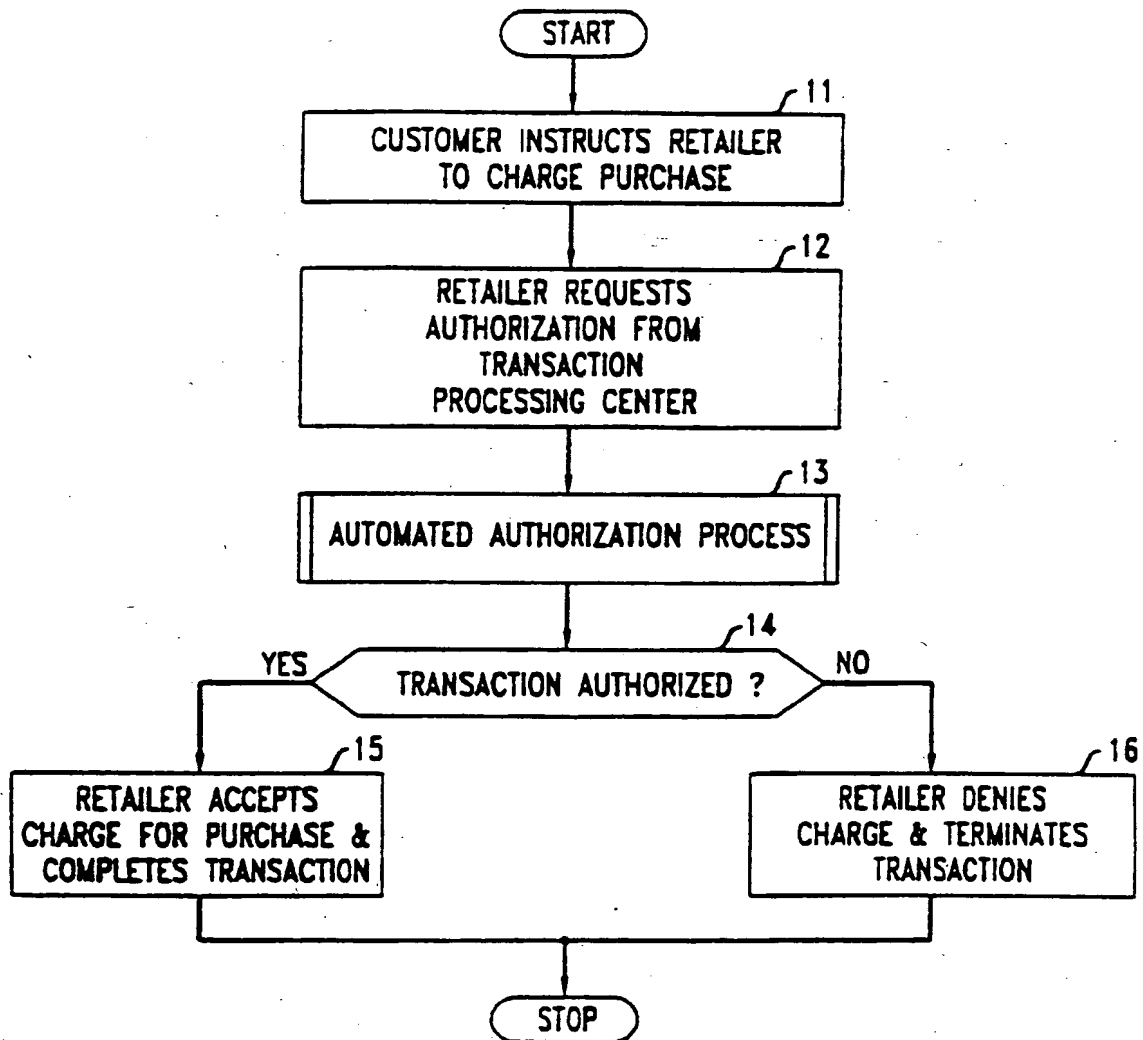 START
11
CUSTOMER INSTRUCTS RETAILER
TO CHARGE PURCHASE
12
RETAILER REQUESTS
AUTHORIZATION FROM
TRANSACTION
PROCESSING CENTER
13
AUTOMATED AUTHORIZATION PROCESS
14
YES
TRANSACTION AUTHORIZED ?
NO
15
RETAILER ACCEPTS
CHARGE FOR PURCHASE &
COMPLETES TRANSACTION
16
RETAILER DENIES
CHARGE & TERMINATES
TRANSACTION
STOP